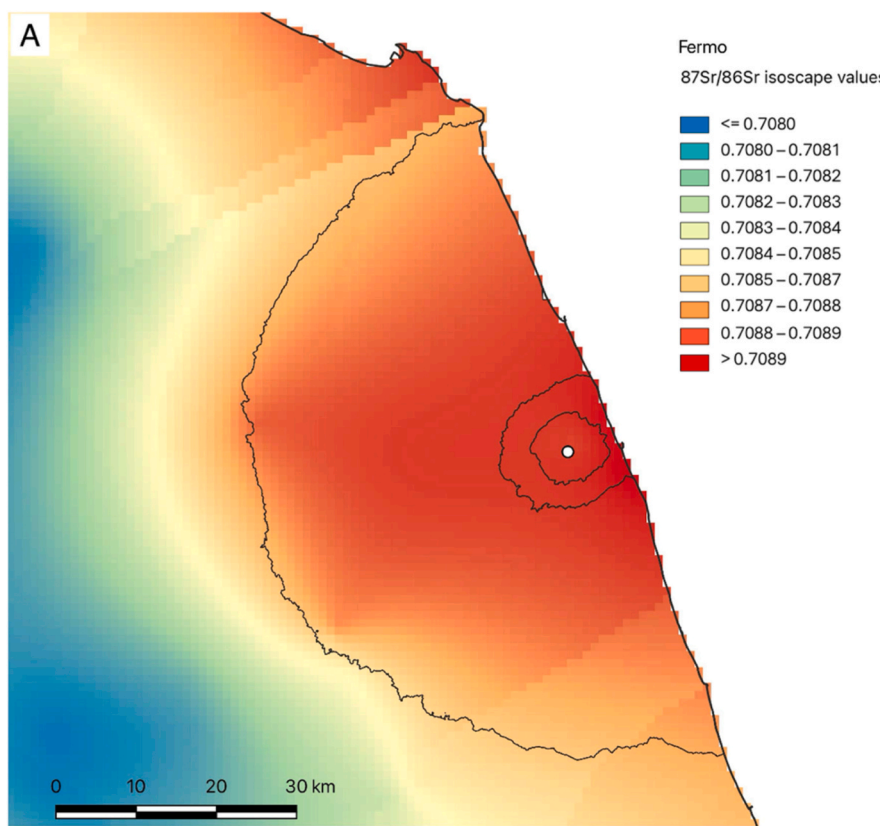 A
Fermo
87Sr/86Sr isoscape values
<= 0.7080
0.7080 – 0.7081
0.7081 – 0.7082
0.7082 – 0.7083
0.7083 – 0.7084
0.7084 – 0.7085
0.7085 – 0.7087
0.7087 – 0.7088
0.7088 – 0.7089
> 0.7089
0 10 20 30 km